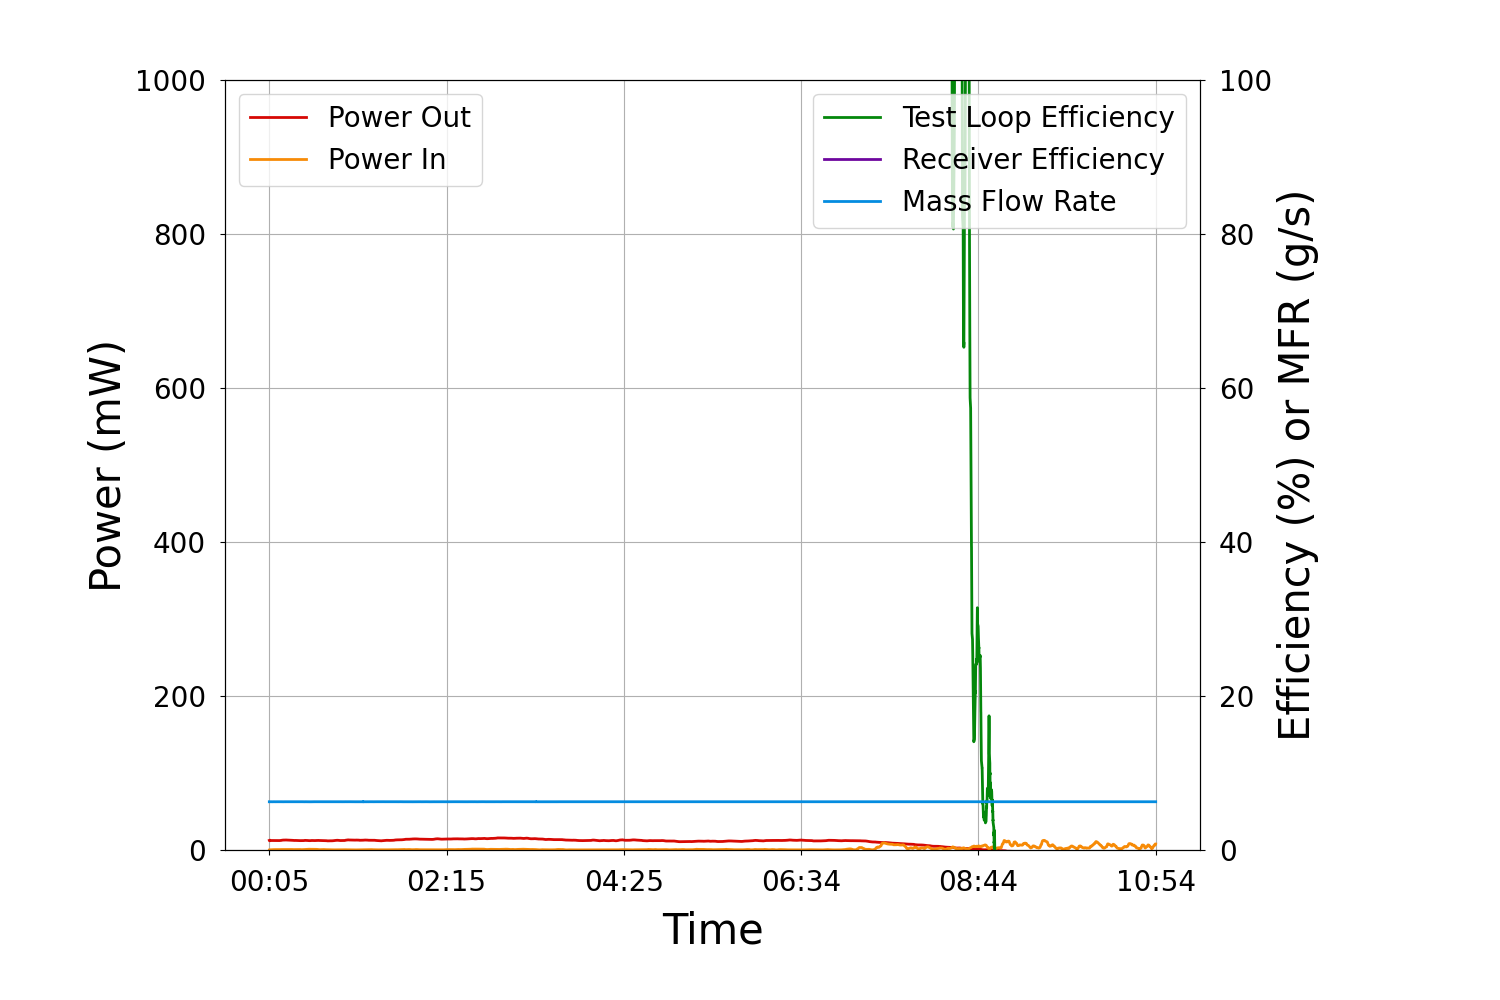 1000
800
600
400
200
0
Power (mW)
Power Out
Power In
Test Loop Efficiency
Receiver Efficiency
Mass Flow Rate
100
80
60
40
20
0
Efficiency (%) or MFR (g/s)
00:05 02:15 04:25 06:34 08:44 10:54
Time